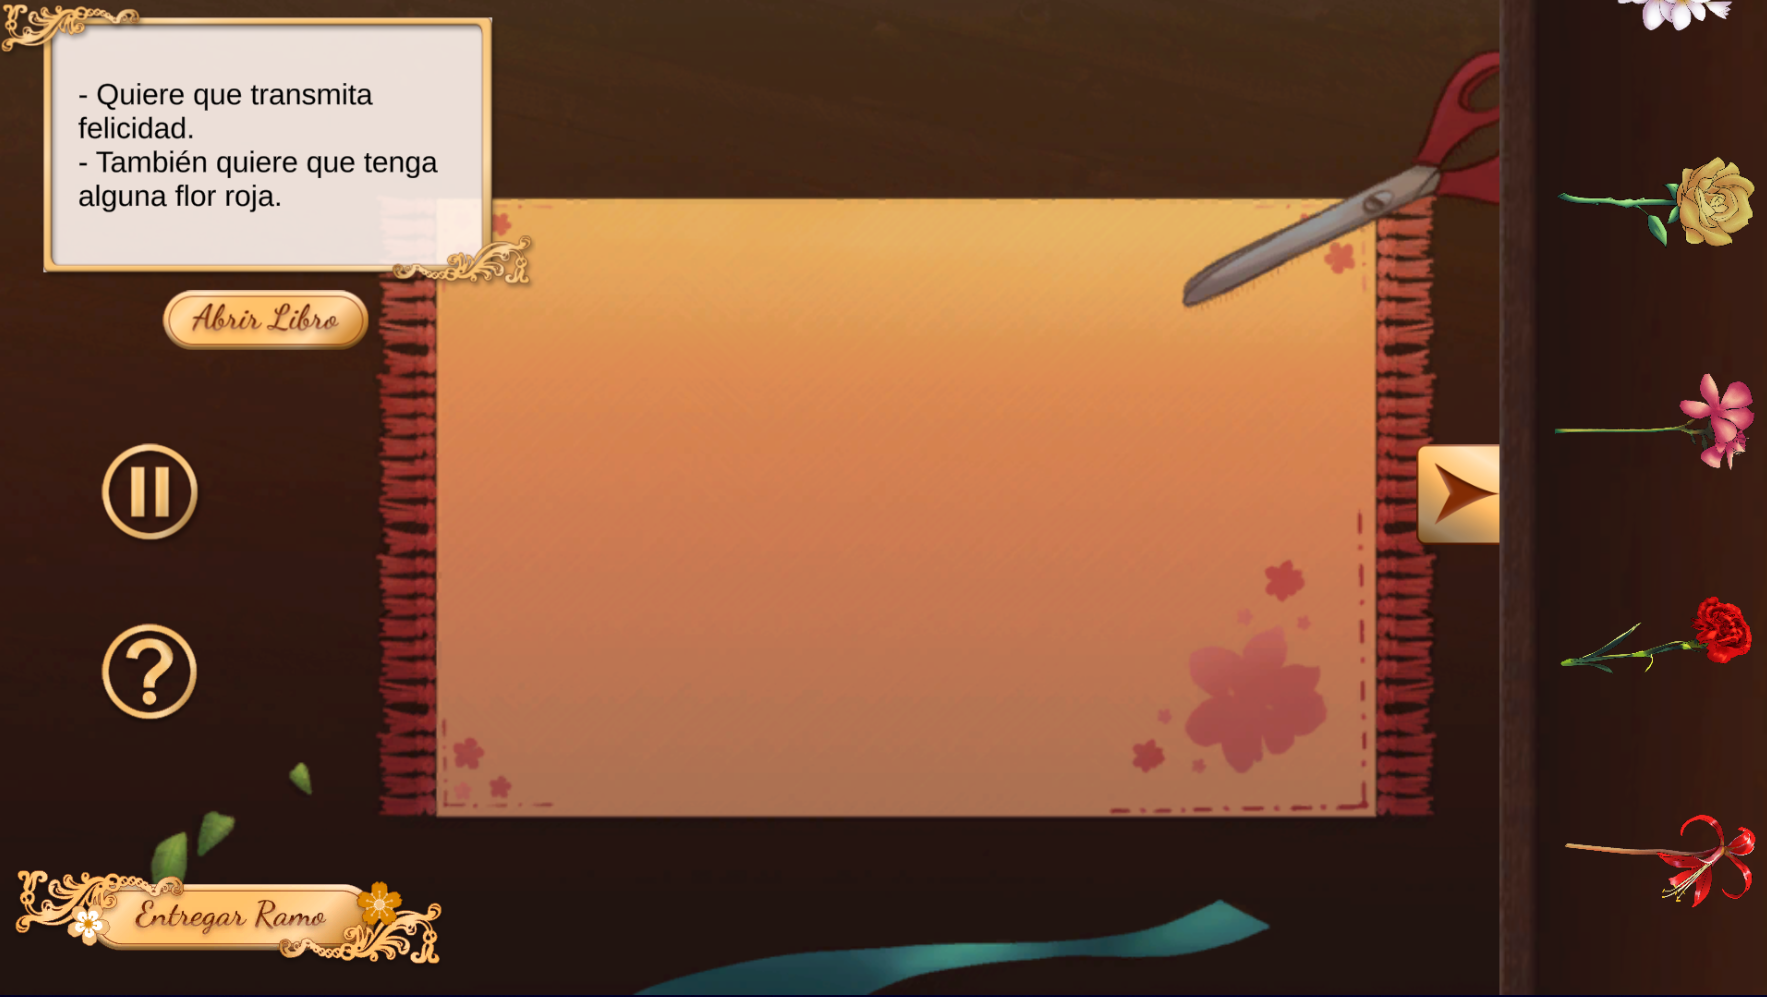 - Quiere que transmita
felicidad.
- También quiere que tenga
alguna flor roja.
Abrir Libro
?
Entregar Ramo